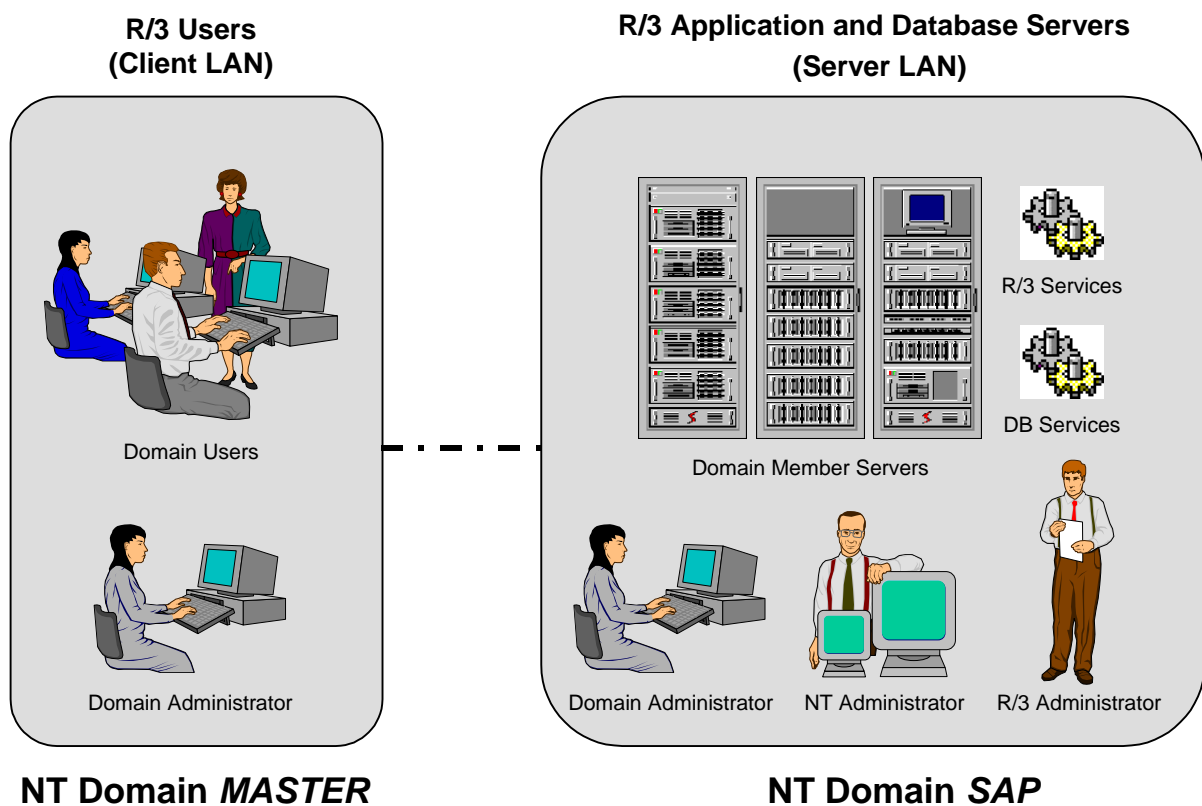 R/3 Users
(Client LAN)
R/3 Application and Database Servers
(Server LAN)
Domain Users
Domain Administrator
R/3 Services
DB Services
Domain Member Servers
Domain Administrator
NT Administrator
R/3 Administrator
NT Domain MASTER
NT Domain SAP